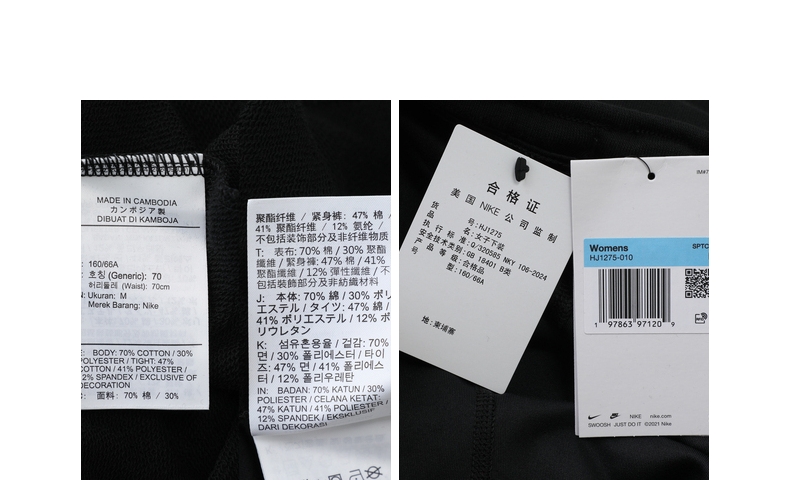 MADE IN CAMBODIA
カンボジア製
DIBUAT DI KAMBOJA
: 160/66A
호칭 (Generic): 70
허리둘레 (Waist): 70cm
Ukuran: M
Merek Barang: Nike
BODY: 70% COTTON / 30%
POLYESTER / TIGHT: 47%
COTTON / 41% POLYESTER /
12% SPANDEX / EXCLUSIVE OF
DECORATION
面料: 70% 棉 / 30%
聚酯纤维 / 紧身裤: 47% 棉 /
41% 聚酯纤维 / 12% 氨纶 /
不包括装饰部分及非纤维物质
T: 表布: 70% 棉 / 30% 聚酯
纖維 / 緊身褲: 47% 棉 / 41%
聚酯纖維 / 12% 彈性纖維 / 不
包括裝飾部分及非纖維物質
J: 本体: 70% 綿 / 30% ポリ
エステル / タイツ: 47% 綿 /
41% ポリエステル / 12% ポ
リウレタン
K: 섬유혼용율 / 겉감: 70%
면 / 30% 폴리에스터 / 타이
즈: 47% 면 / 41% 폴리에스
터 / 12% 폴리우레탄
IN: BADAN: 70% KATUN / 30%
POLIESTER / CELANA KETAT:
47% KATUN / 41% POLIESTER /
12% SPANDEK / EKSKLUSIF
DARI DEKORASI
合格证
美国 NIKE 公司监制
货号: HJ1275
品名: 女子下装
执行标准: Q/320585 NKY 106-2024
安全技术类别: GB 18401 B类
产品等级: 合格品
号型: 160/66A
地: 柬埔寨
IM#7
Womens SPTC
HJ1275-010
1 97863 97120 9
NIKE nike.com
SWOOSH JUST DO IT ©2021 Nike